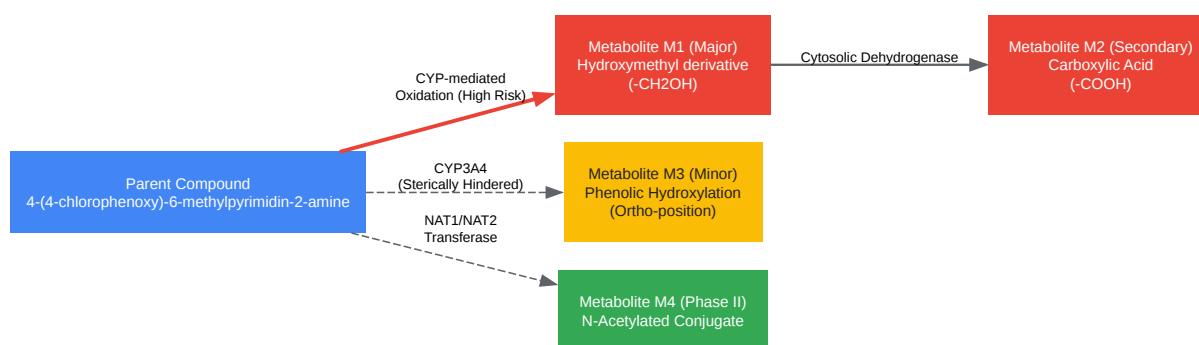 Metabolite M1 (Major)
Hydroxymethyl derivative
(-CH2OH)
Cytosolic Dehydrogenase
Metabolite M2 (Secondary)
Carboxylic Acid
(-COOH)
CYP-mediated
Oxidation (High Risk)
Parent Compound
4-(4-chlorophenoxy)-6-methylpyrimidin-2-amine
CYP3A4
(Sterically Hindered)
Metabolite M3 (Minor)
Phenolic Hydroxylation
(Ortho-position)
NAT1/NAT2
Transferase
Metabolite M4 (Phase II)
N-Acetylated Conjugate